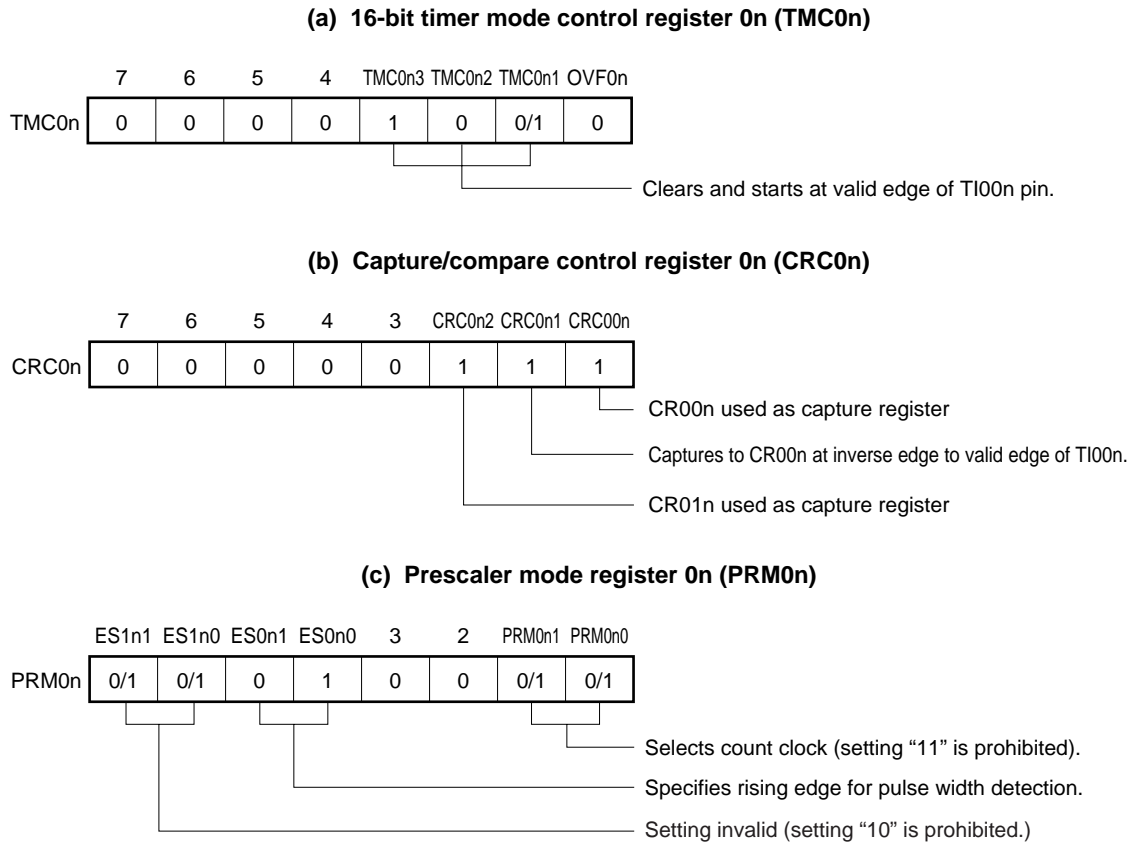 (a) 16-bit timer mode control register 0n (TMC0n)
7 6 5 4 TMC0n3 TMC0n2 TMC0n1 OVF0n
TMC0n 0 0 0 0 1 0 0/1 0
Clears and starts at valid edge of TI00n pin.
(b) Capture/compare control register 0n (CRC0n)
7 6 5 4 3 CRC0n2 CRC0n1 CRC00n
CRC0n 0 0 0 0 0 1 1 1
CR00n used as capture register
Captures to CR00n at inverse edge to valid edge of TI00n.
CR01n used as capture register
(c) Prescaler mode register 0n (PRM0n)
ES1n1 ES1n0 ES0n1 ES0n0 3 2 PRM0n1 PRM0n0
PRM0n 0/1 0/1 0 1 0 0 0/1 0/1
Selects count clock (setting “11” is prohibited).
Specifies rising edge for pulse width detection.
Setting invalid (setting “10” is prohibited.)